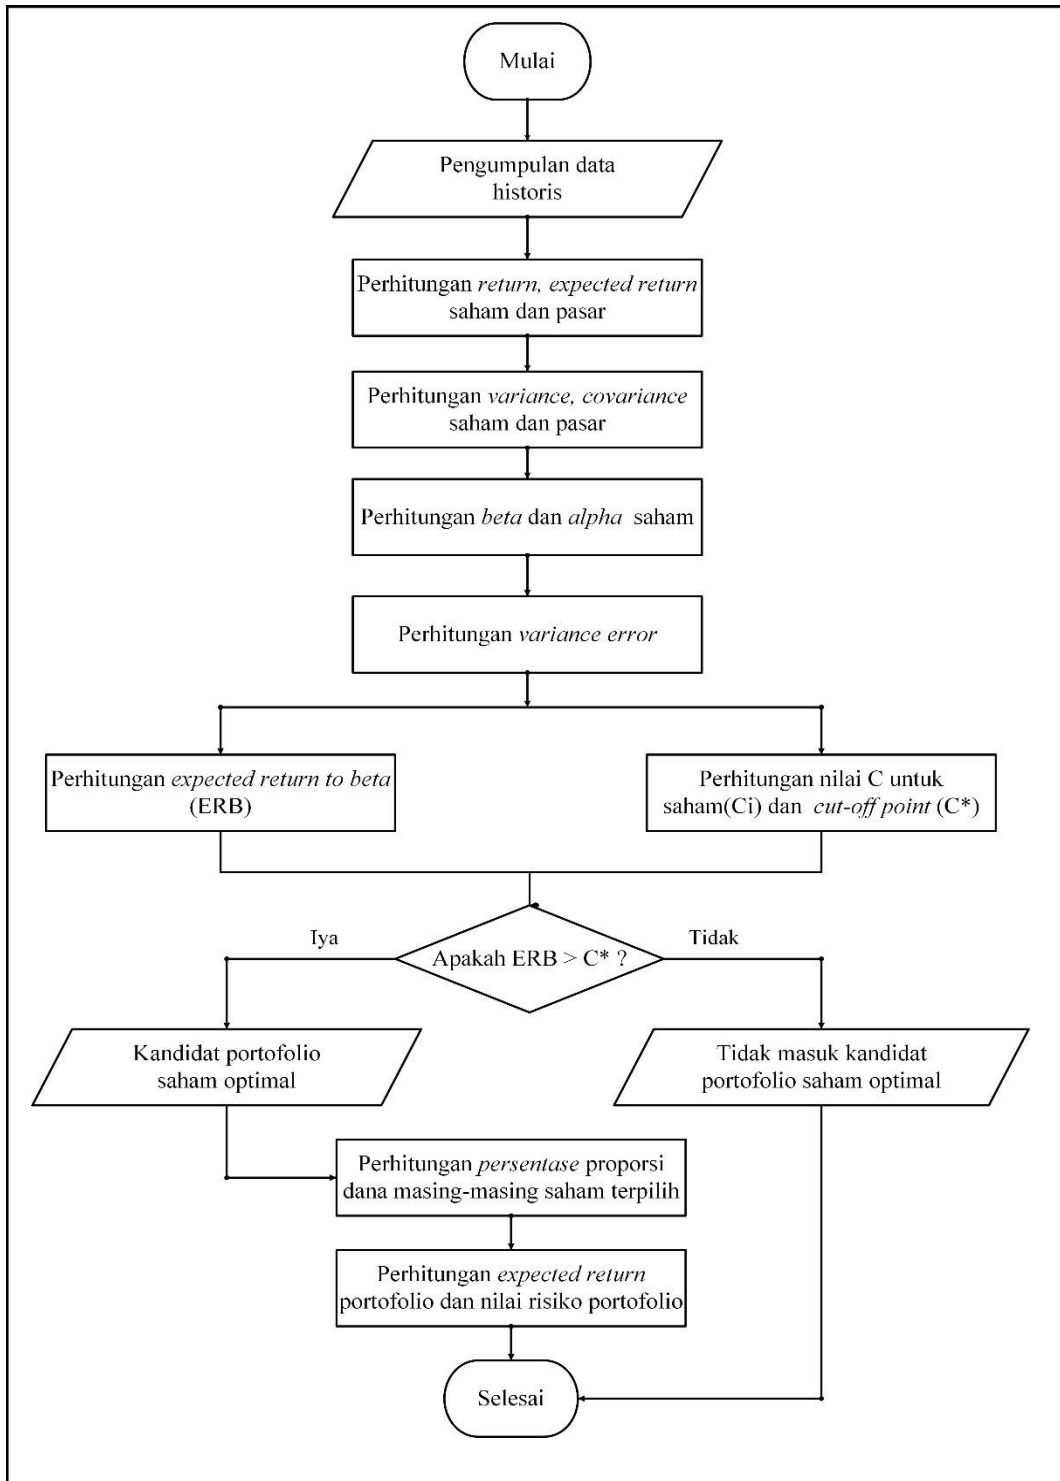 Mulai
Pengumpulan data
historis
Perhitungan return, expected return
saham dan pasar
Perhitungan variance, covariance
saham dan pasar
Perhitungan beta dan alpha saham
Perhitungan variance error
Perhitungan expected return to beta
(ERB)
Perhitungan nilai C untuk
saham(Ci) dan cut-off point (C*)
Iya
Apakah ERB > C* ?
Tidak
Kandidat portofolio
saham optimal
Tidak masuk kandidat
portofolio saham optimal
Perhitungan persentase proporsi
dana masing-masing saham terpilih
Perhitungan expected return
portofolio dan nilai risiko portofolio
Selesai